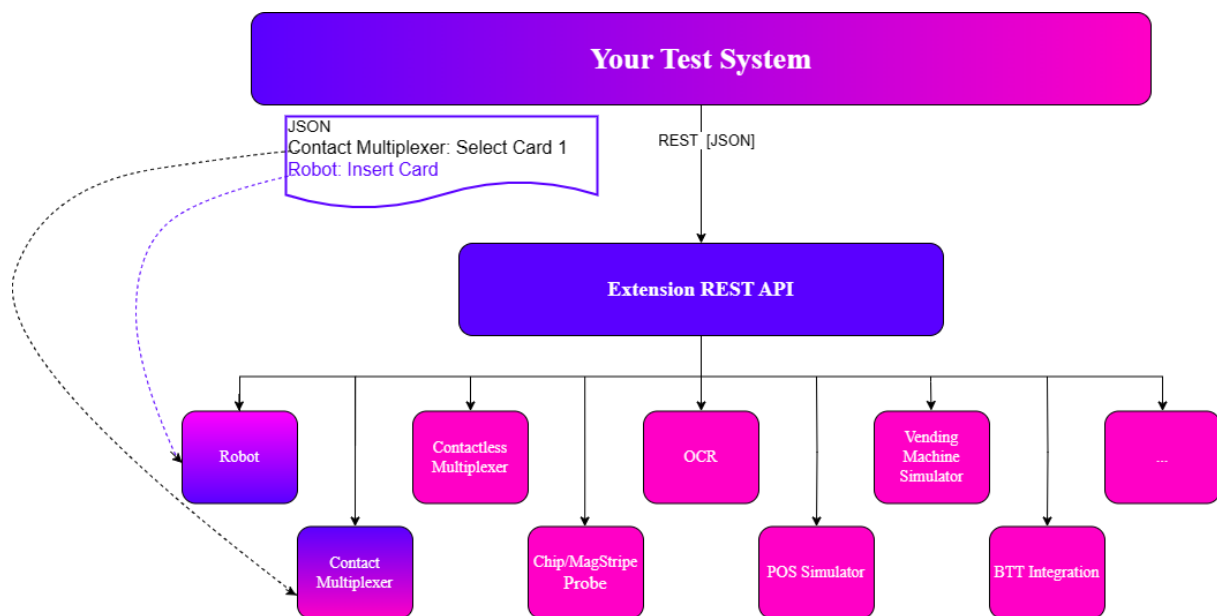 Your Test System
JSON
Contact Multiplexer: Select Card 1
Robot: Insert Card
REST [JSON]
Extension REST API
Robot
Contactless
Multiplexer
OCR
Vending
Machine
Simulator
...
Contact
Multiplexer
Chip/MagStripe
Probe
POS Simulator
BTT Integration